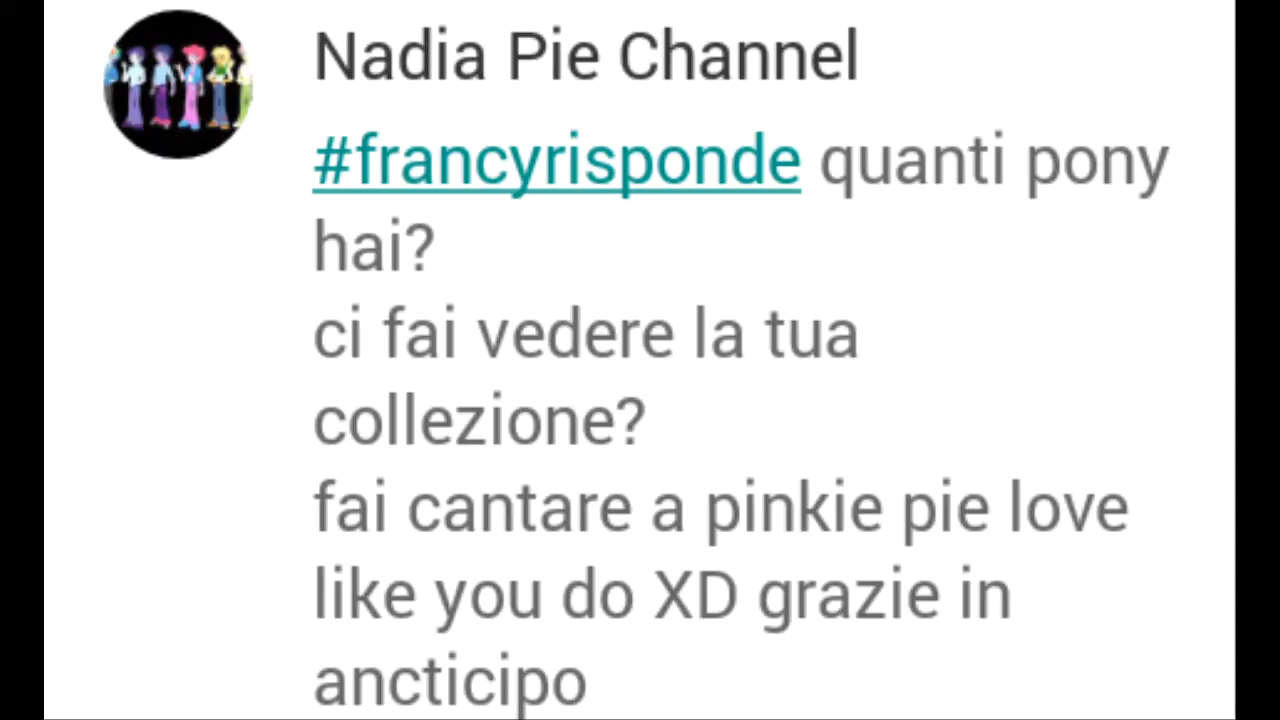 Nadia Pie Channel
#francyrisponde quanti pony
hai?
ci fai vedere la tua
collezione?
fai cantare a pinkie pie love
like you do XD grazie in
ancticipo